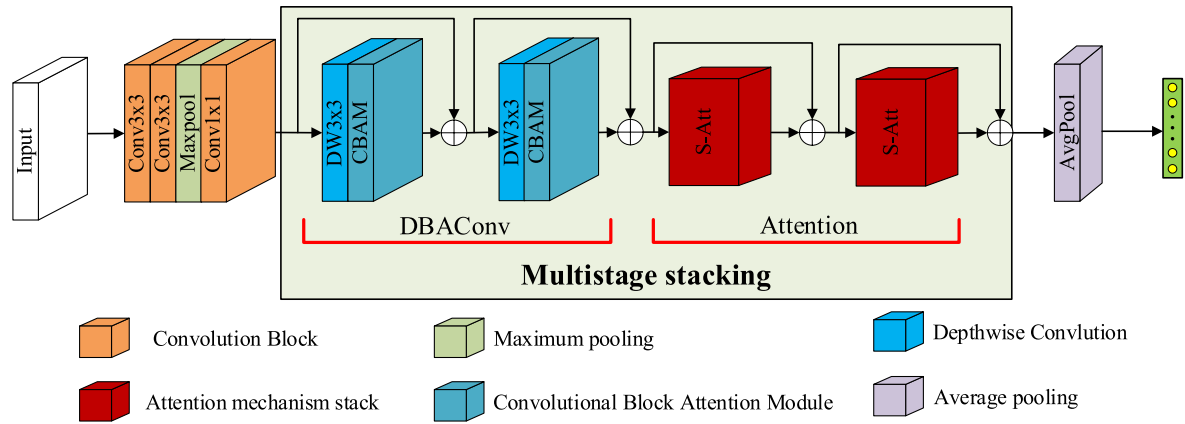 Input
Conv3x3
Conv3x3
Maxpool
Conv1x1
DW3x3
CBAM
DW3x3
CBAM
S-Att
S-Att
AvgPool
DBAConv
Attention
Multistage stacking
Convolution Block
Maximum pooling
Depthwise Convlution
Attention mechanism stack
Convolutional Block Attention Module
Average pooling